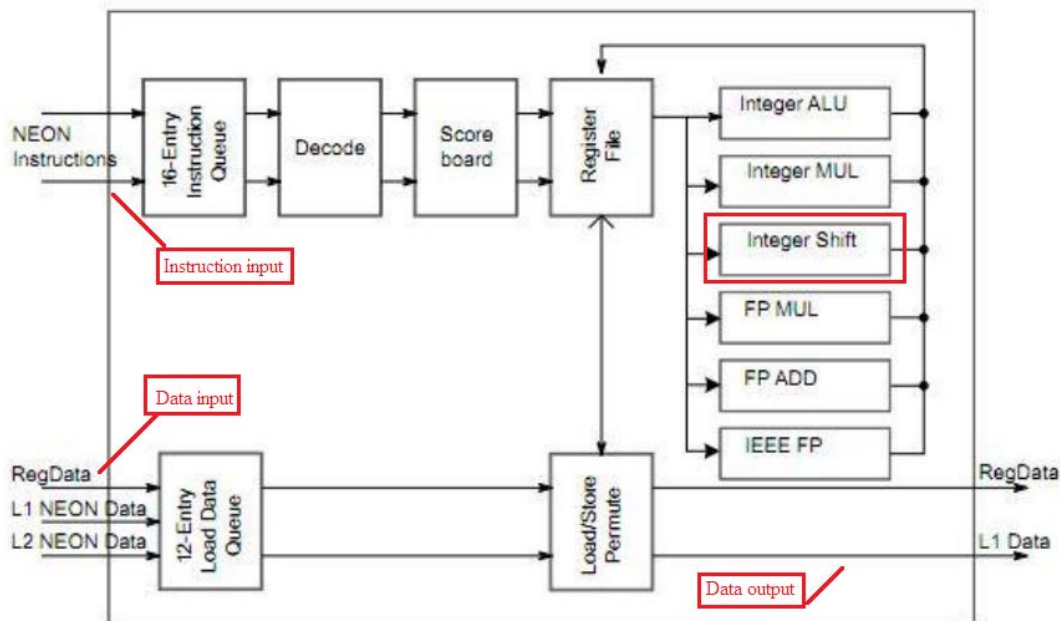 NEON
Instructions
16-Entry
Instruction
Queue
Decode
Score
board
Register
File
Integer ALU
Integer MUL
Integer Shift
FP MUL
FP ADD
IEEE FP
Instruction input
Data input
RegData
L1 NEON Data
L2 NEON Data
12-Entry
Load Data
Queue
Load/Store
Permute
RegData
L1 Data
Data output